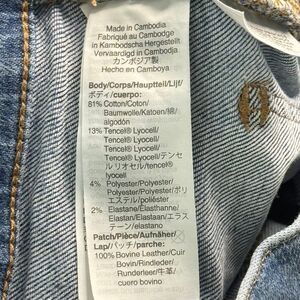 Made in Cambodia
Fabriqué au Cambodge
in Kambodscha Hergestellt
Vervaardigd in Cambodja
カンボジア製
Hecho en Camboya
Body/Corps/Hauptteil/Lijf/
ボディ/cuerpo:
81% Cotton/Coton/
Baumwolle/Katoen/綿/
algodón
13% Tencel® Lyocell/
Tencel® Lyocell/
Tencel® Lyocell/
Tencel® Lyocell/テンセ
ル リオセル/tencel®
lyocell
4% Polyester/Polyester/
Polyester/Polyester/ポリ
エステル/poliéster
2% Elastane/Élasthanne/
Elastan/Elastaan/エラス
テーン/elastano
Patch/Pièce/Aufnäher/
Lap/パッチ/parche:
100% Bovine Leather/Cuir
Bovin/Rindleder/
Runderleer/牛革/
cuero bovino